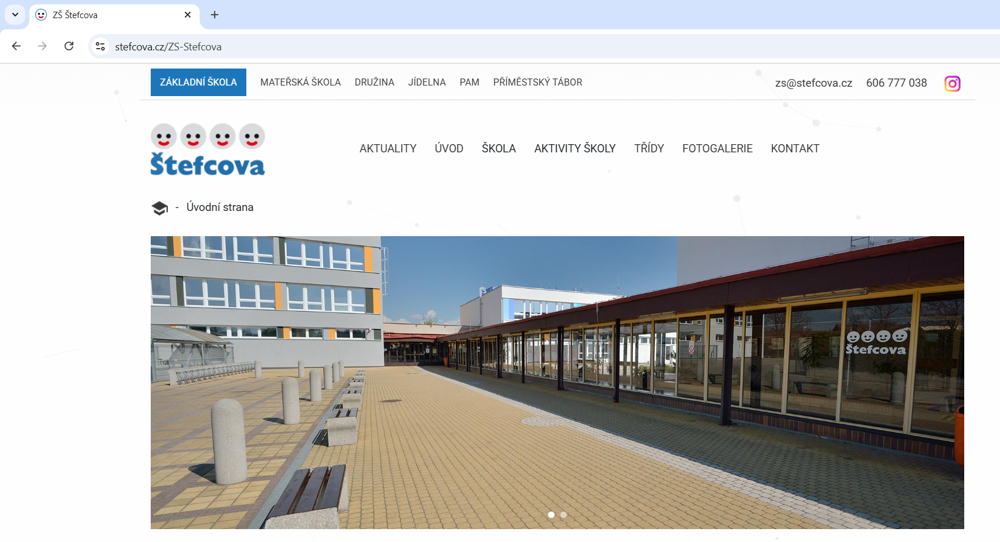 ZŠ Štefcova
stefcova.cz/ZS-Stefcova
ZÁKLADNÍ ŠKOLA MATEŘSKÁ ŠKOLA DRUŽINA JÍDELNA PAM PŘÍMĚSTSKÝ TÁBOR zs@stefcova.cz 606 777 038
Štefcova
AKTUALITY ÚVOD ŠKOLA AKTIVITY ŠKOLY TŘÍDY FOTOGALERIE KONTAKT
- Úvodní strana
Štefcova